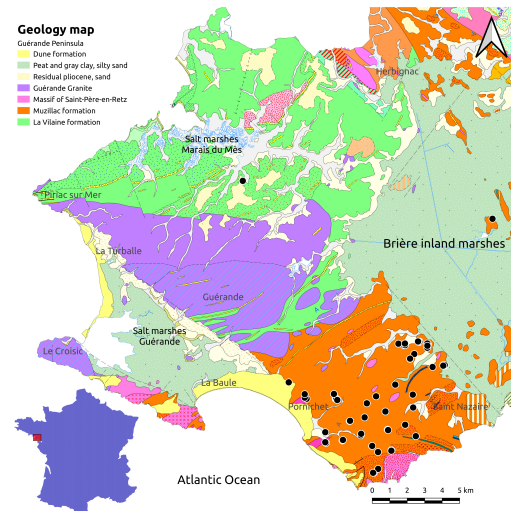 Geology map
Guérande Peninsula
Dune formation
Peat and gray clay, silty sand
Residual pliocene, sand
Guérande Granite
Massif of Saint-Père-en-Retz
Muzillac formation
La Vilaine formation
Herbignac
Salt marshes
Marais du Mès
Piriac sur Mer
Brière inland marshes
La Turballe
Guérande
Salt marshes
Guérande
Le Croisic
La Baule
Pornichet
Saint Nazaire
Atlantic Ocean
0 1 2 3 4 5 km